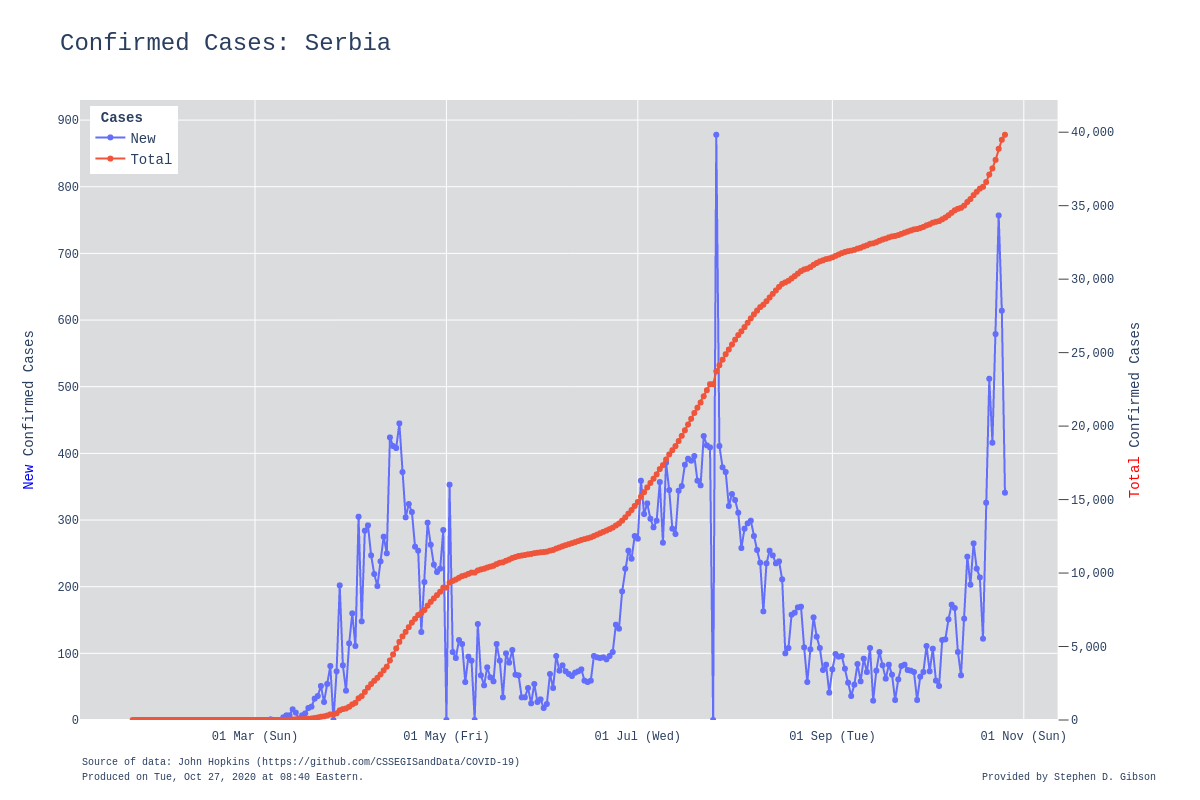 Confirmed Cases: Serbia
Cases
New
Total
900
800
700
600
500
400
300
200
100
0
40,000
35,000
30,000
25,000
20,000
15,000
10,000
5,000
0
New Confirmed Cases
Total Confirmed Cases
01 Mar (Sun) 01 May (Fri) 01 Jul (Wed) 01 Sep (Tue) 01 Nov (Sun)
Source of data: John Hopkins (https://github.com/CSSEGISandData/COVID-19)
Produced on Tue, Oct 27, 2020 at 08:40 Eastern.
Provided by Stephen D. Gibson